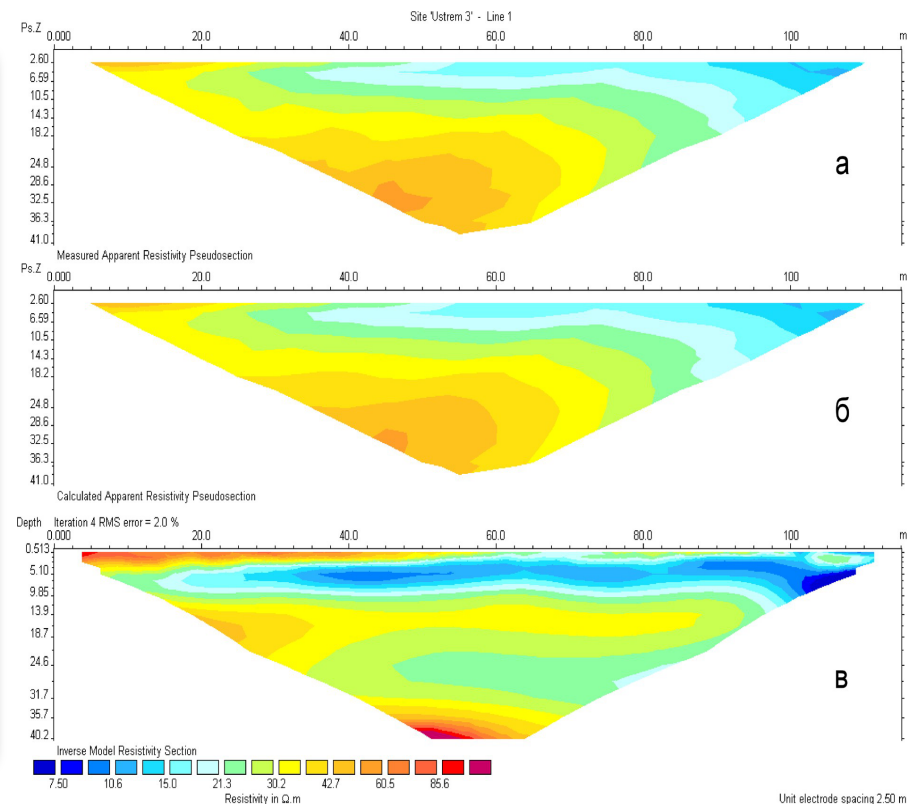 Site 'Ustrem 3' - Line 1
Ps.Z
0.000 20.0 40.0 60.0 80.0 100 m
2.60
6.59
10.5
14.3
18.2
24.8
28.6
32.5
36.3
41.0
а
Measured Apparent Resistivity Pseudosection
Ps.Z
0.000 20.0 40.0 60.0 80.0 100 m
2.60
6.59
10.5
14.3
18.2
24.8
28.6
32.5
36.3
41.0
б
Calculated Apparent Resistivity Pseudosection
Depth Iteration 4 RMS error = 2.0 %
0.000 20.0 40.0 60.0 80.0 100 m
0.513
5.10
9.85
13.9
18.7
24.6
31.7
35.7
40.2
в
Inverse Model Resistivity Section
7.50 10.6 15.0 21.3 30.2 42.7 60.5 85.6
Resistivity in Ω.m
Unit electrode spacing 2.50 m